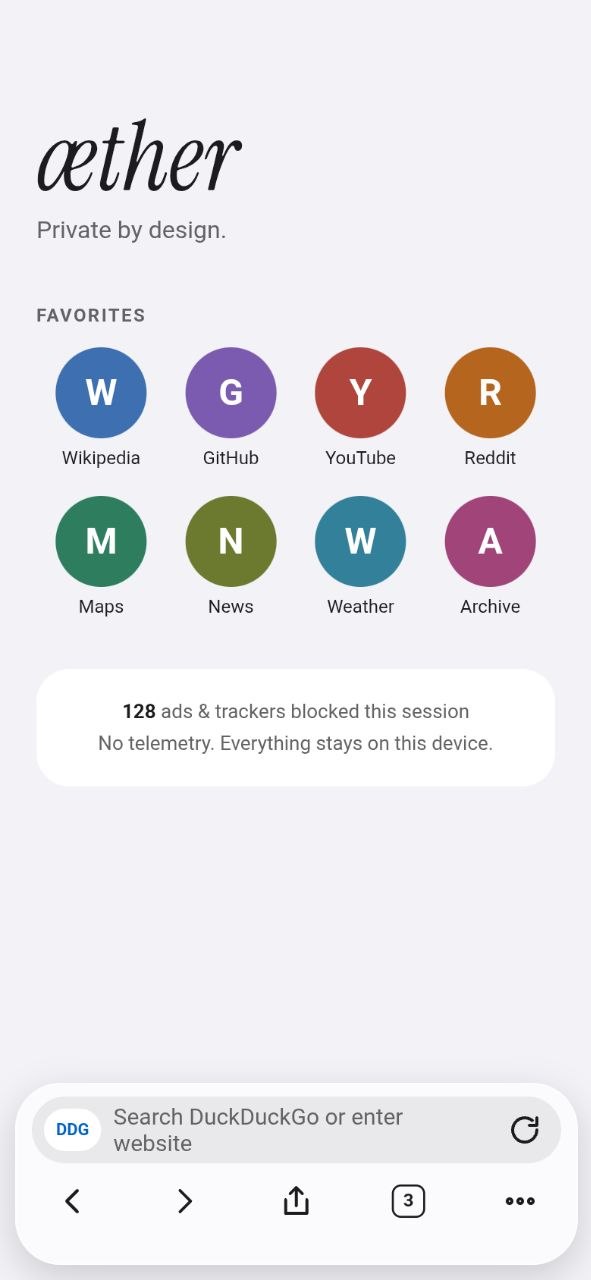 æther
Private by design.
FAVORITES
W
G
Y
R
Wikipedia
GitHub
YouTube
Reddit
M
N
W
A
Maps
News
Weather
Archive
128 ads & trackers blocked this session
No telemetry. Everything stays on this device.
DDG
Search DuckDuckGo or enter
website
3